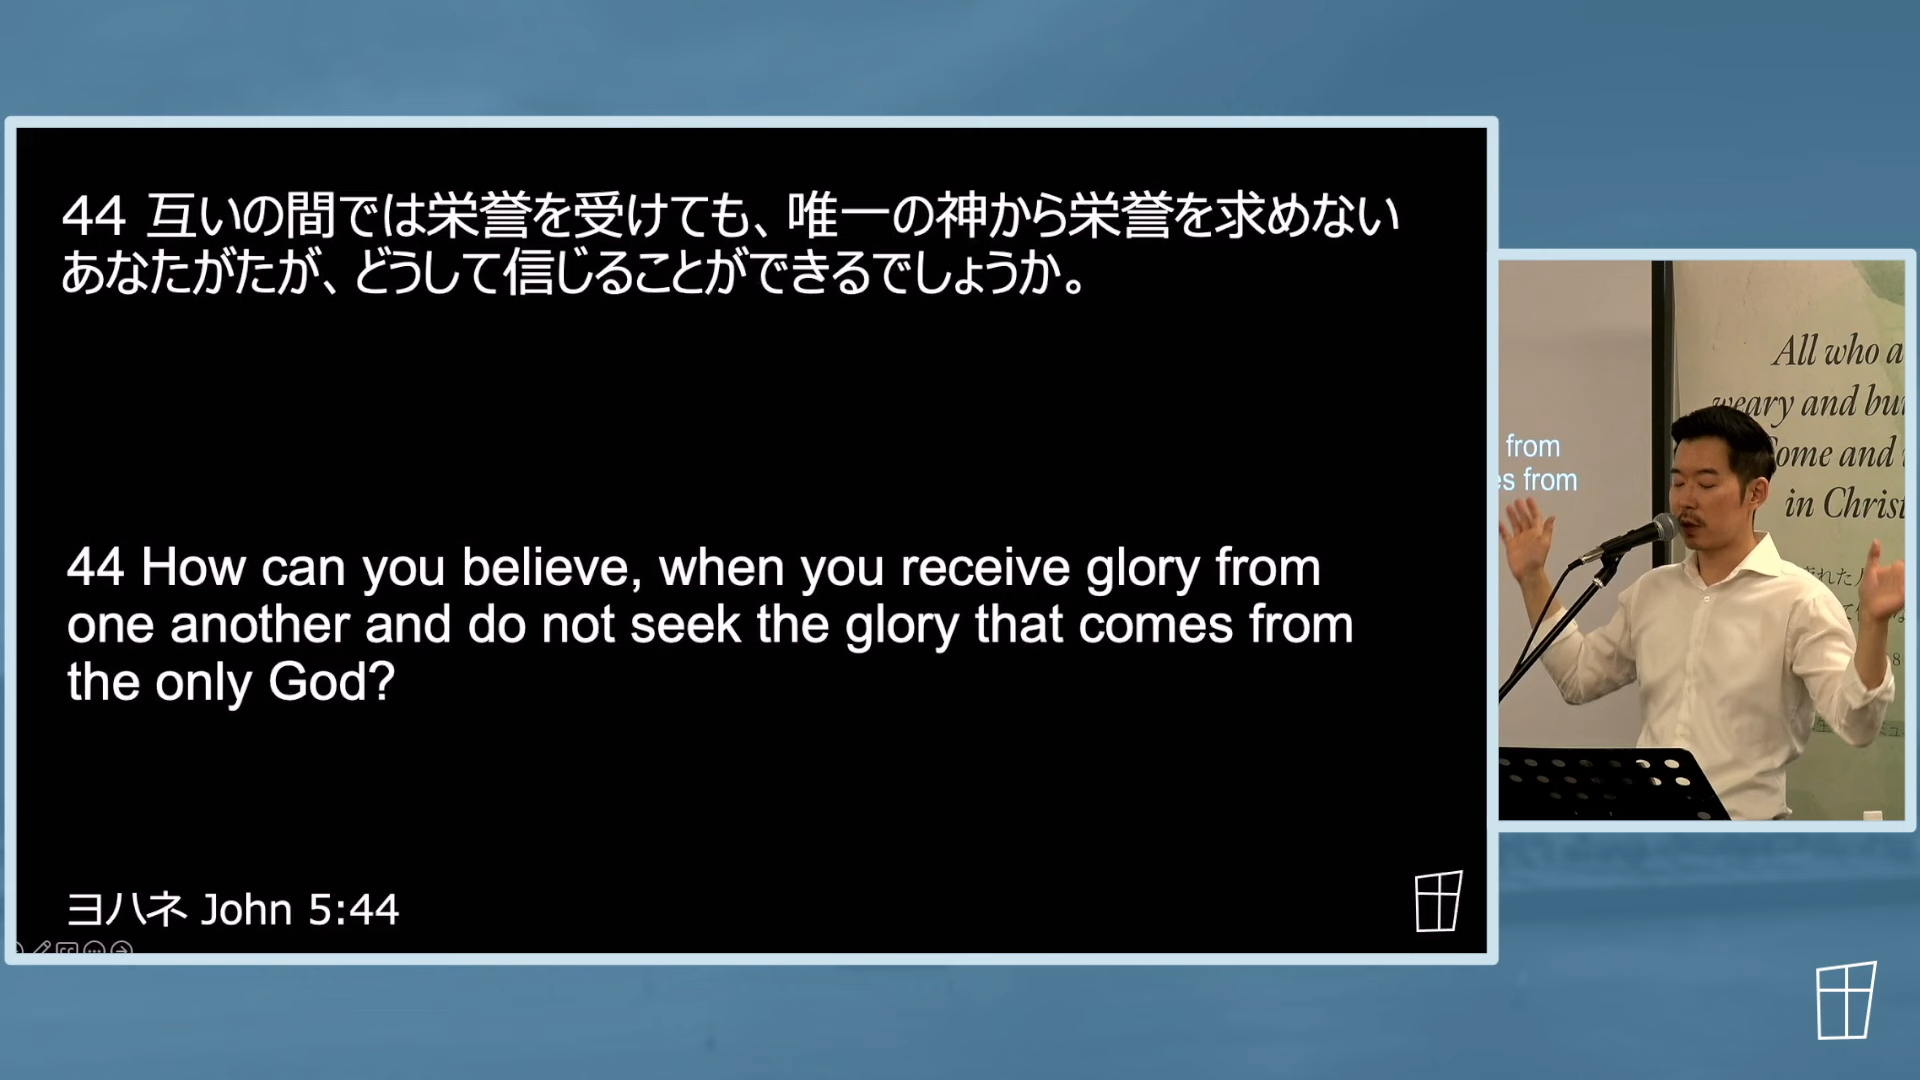 44 互いの間では栄誉を受けても、唯一の神から栄誉を求めない
あなたがたが、どうして信じることができるでしょうか。
44 How can you believe, when you receive glory from
one another and do not seek the glory that comes from
the only God?
ヨハネ John 5:44
from
from
All who
weary and
and
in Christ